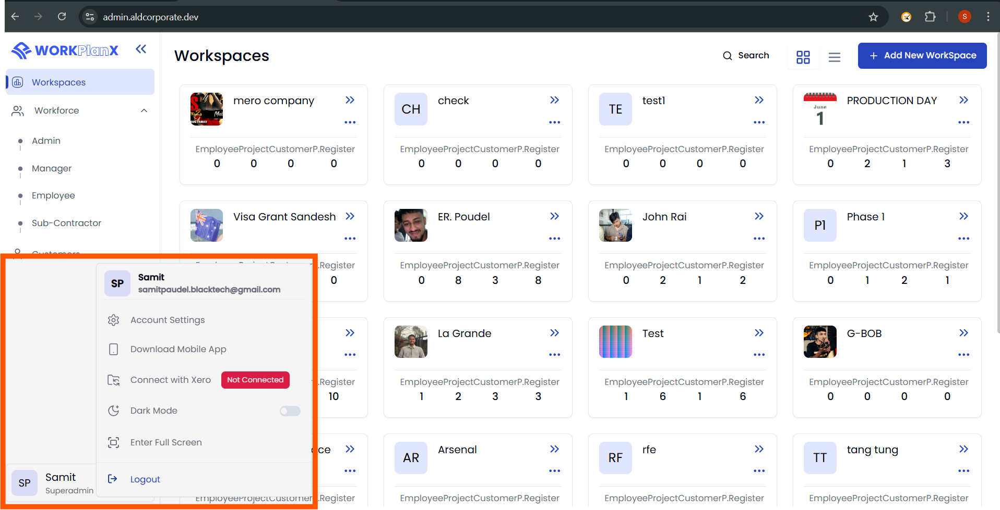 admin.aldcorporate.dev
S
WORKPlanX
Workspaces
Workforce
Admin
Manager
Employee
Sub-Contractor
Customers
Workspaces
Search
+ Add New WorkSpace
mero company
EmployeeProjectCustomerP.Register
0 0 0 0
CH
check
EmployeeProjectCustomerP.Register
0 0 0 0
TE
test1
EmployeeProjectCustomerP.Register
0 0 0 0
June
1
PRODUCTION DAY
EmployeeProjectCustomerP.Register
0 2 1 3
Visa Grant Sandesh
EmployeeProjectCustomer.Register
0
ER. Poudel
EmployeeProjectCustomerP.Register
0 8 3 8
John Rai
EmployeeProjectCustomerP.Register
0 2 1 2
P1
Phase 1
EmployeeProjectCustomerP.Register
0 1 2 1
.Register
10
La Grande
EmployeeProjectCustomerP.Register
1 2 3 3
Test
EmployeeProjectCustomerP.Register
1 6 1 6
G-BOB
EmployeeProjectCustomerP.Register
0 0 0 0
ce
EmployeeProjectCustomer.Register
AR
Arsenal
EmployeeProjectCustomerP.Register
RF
rfe
EmployeeProjectCustomerP.Register
TT
tang tung
EmployeeProjectCustomerP.Register
SP
Samit
samitpaudel.blacktech@gmail.com
Account Settings
Download Mobile App
Connect with Xero
Not Connected
Dark Mode
Enter Full Screen
Logout
SP
Samit
Superadmin